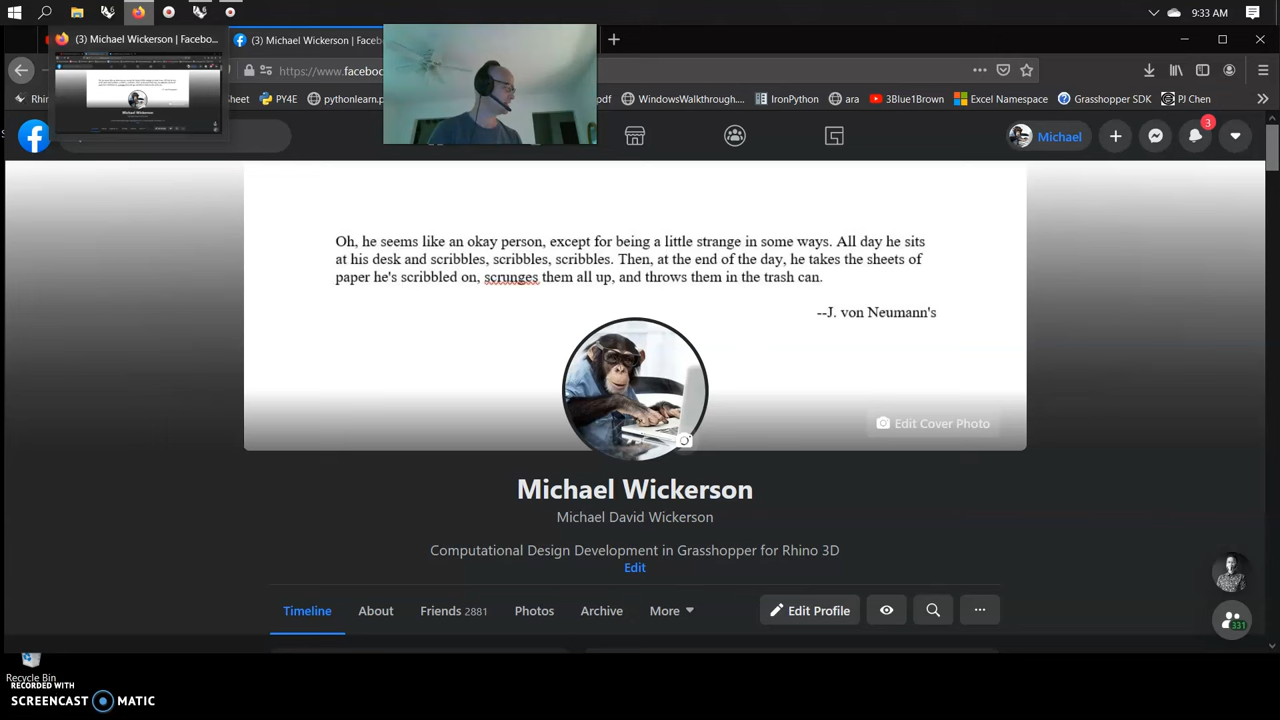 9:33 AM
(3) Michael Wickerson | Facebo...
(3) Michael Wickerson | Faceb
https://www.faceboo
Rhin
Sheet
PY4E
pythonlearn.p
WindowsWalkthrough....
IronPython
ara
3Blue1Brown
Excel Namespace
Grasshopper SDK
PJ Chen
Michael
3
Oh, he seems like an okay person, except for being a little strange in some ways. All day he sits
at his desk and scribbles, scribbles, scribbles. Then, at the end of the day, he takes the sheets of
paper he's scribbled on, scrunges them all up, and throws them in the trash can.
--J. von Neumann's
Edit Cover Photo
Michael Wickerson
Michael David Wickerson
Computational Design Development in Grasshopper for Rhino 3D
Edit
Timeline
About
Friends 2881
Photos
Archive
More
Edit Profile
331
Recycle Bin
RECORDED WITH
SCREENCAST MATIC